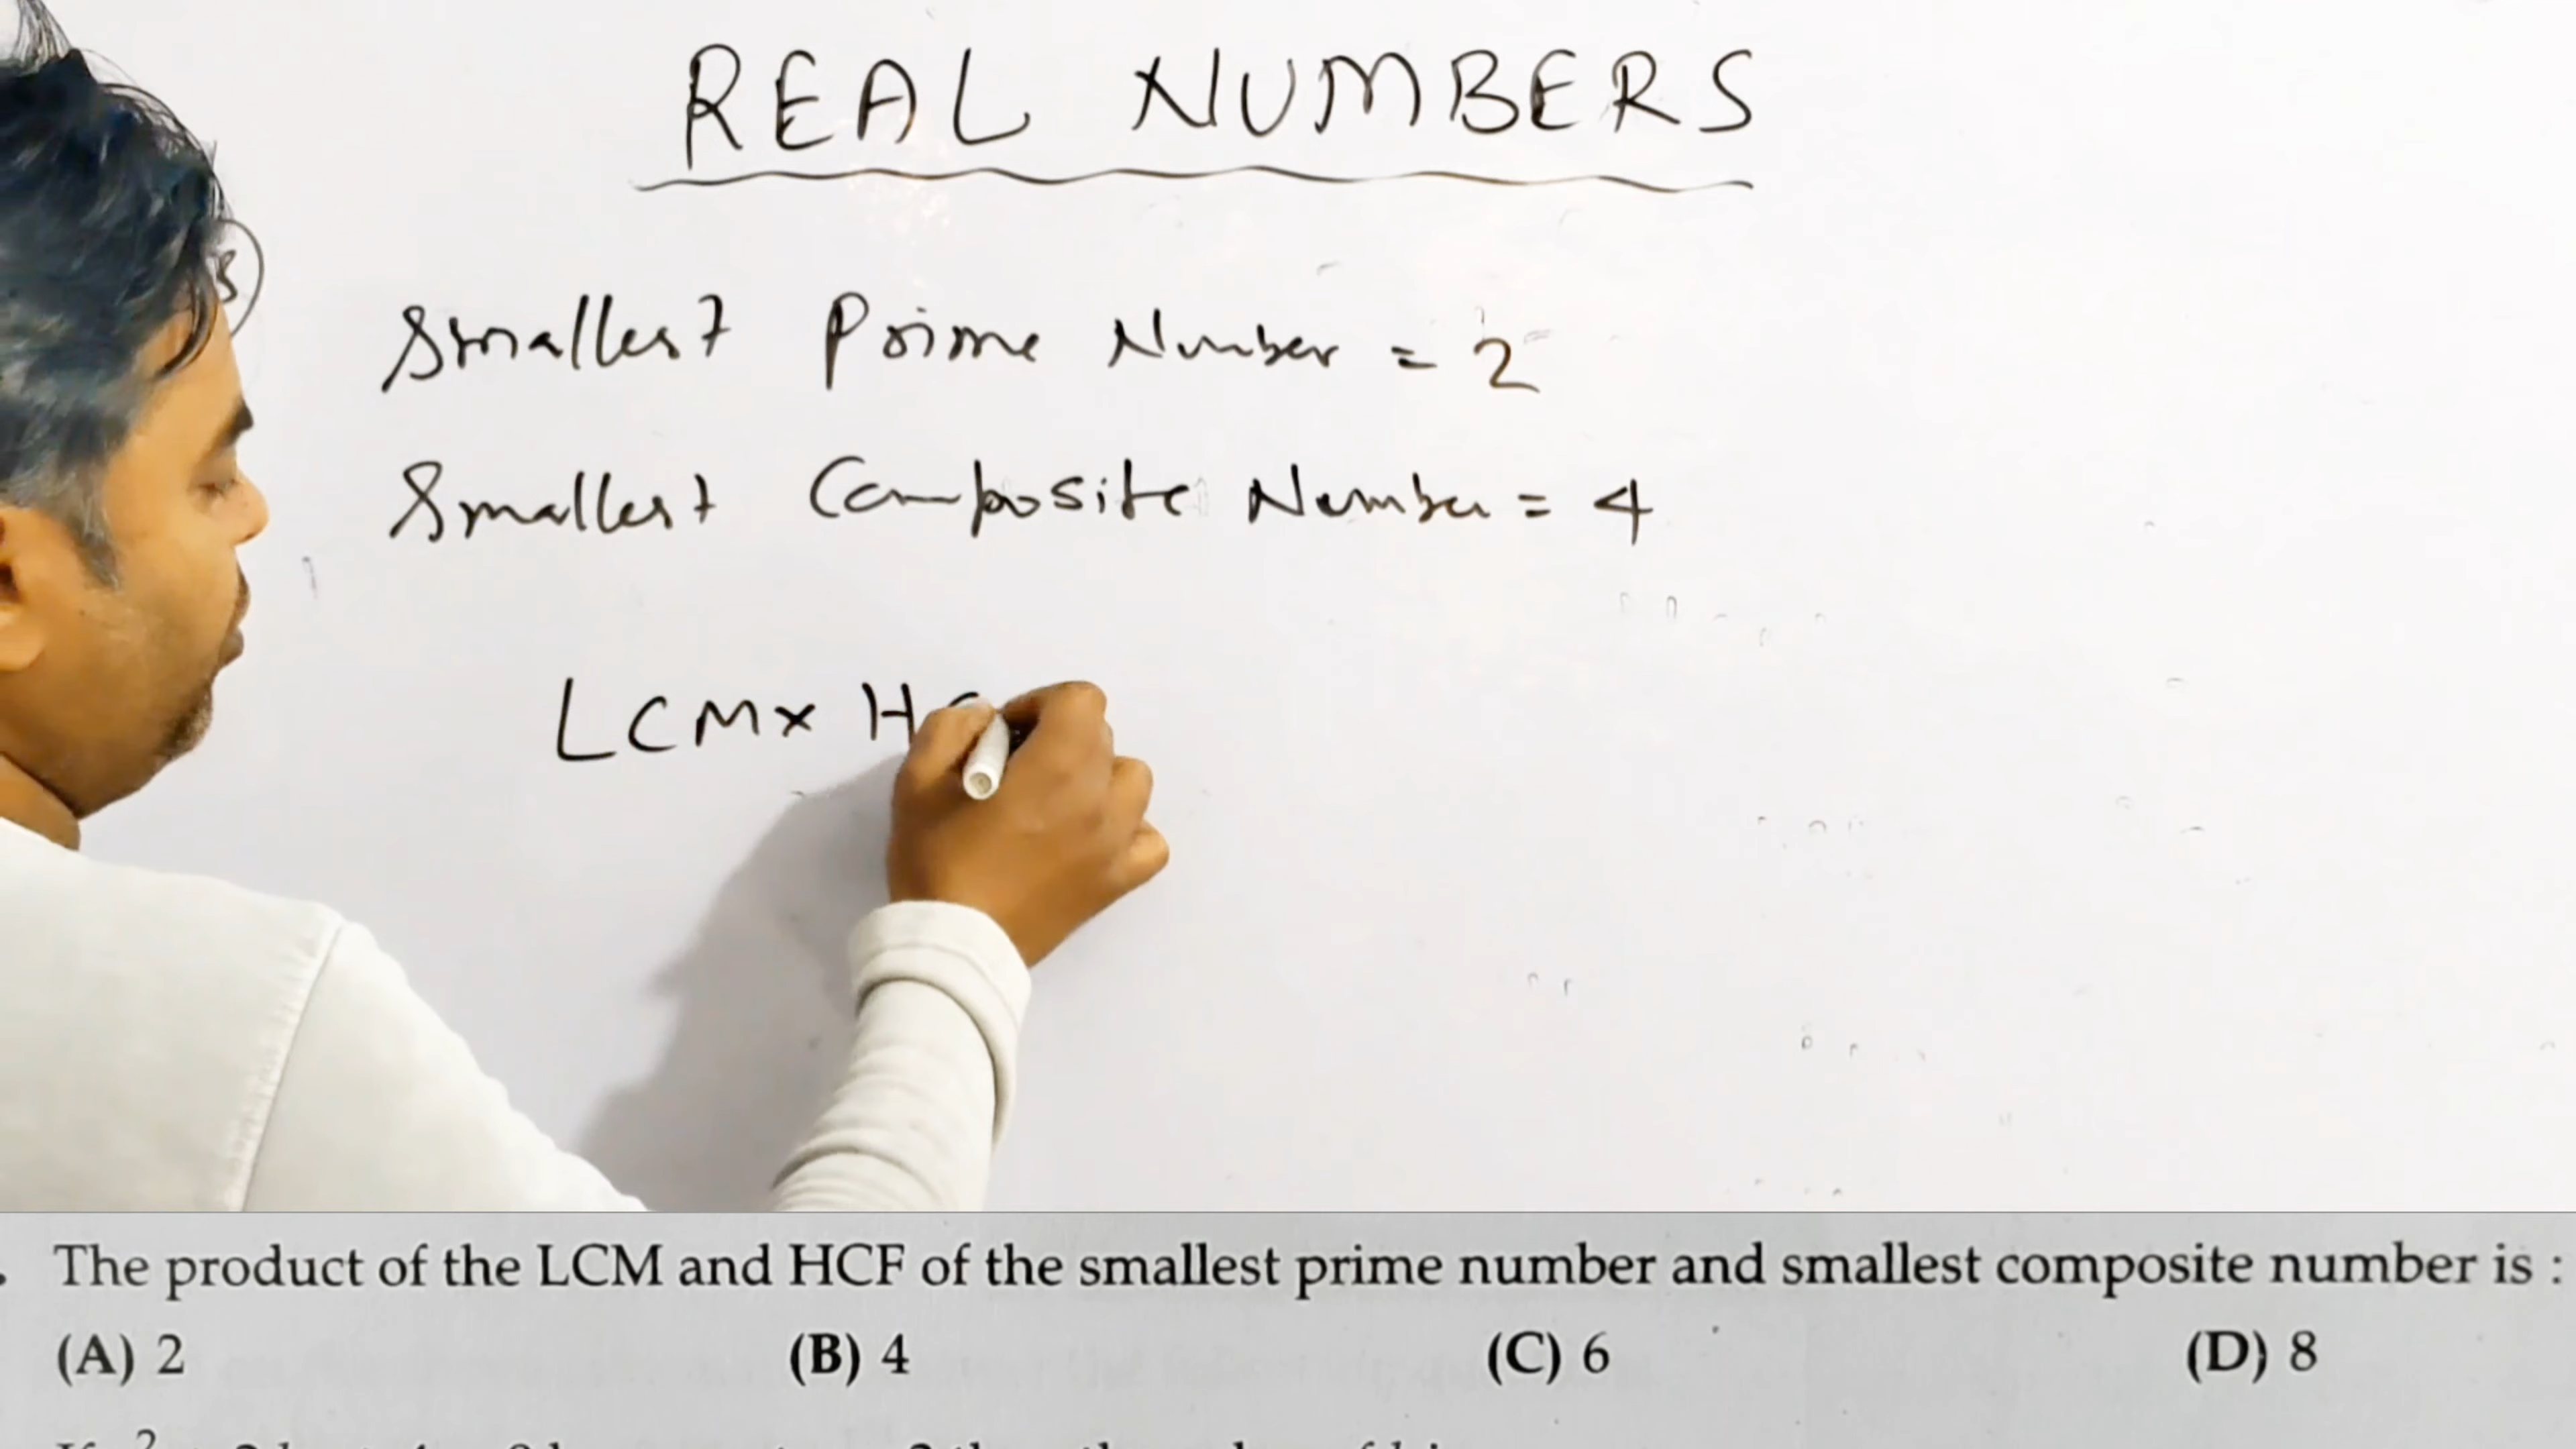 REAL NUMBERS
Smallest Prime Number = 2
Smallest Composite Number = 4
LCM x H
The product of the LCM and HCF of the smallest prime number and smallest composite number is :
(A) 2 (B) 4 (C) 6 (D) 8